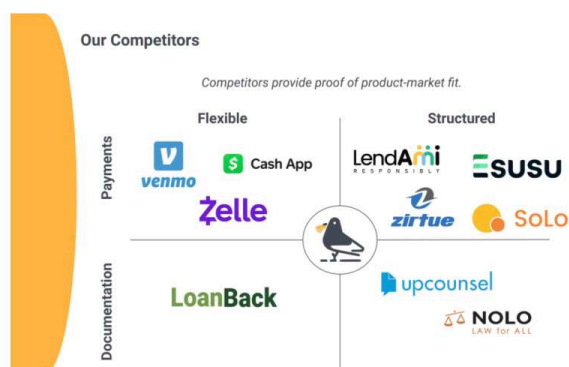 Our Competitors
Competitors provide proof of product-market fit.
Flexible
Structured
Payments
venmo
Cash App
Zelle
LendAmi
RESPONSIBLY
ESUSU
zirtue
SoLo
Documentation
LoanBack
upcounsel
NOLO
LAW for ALL